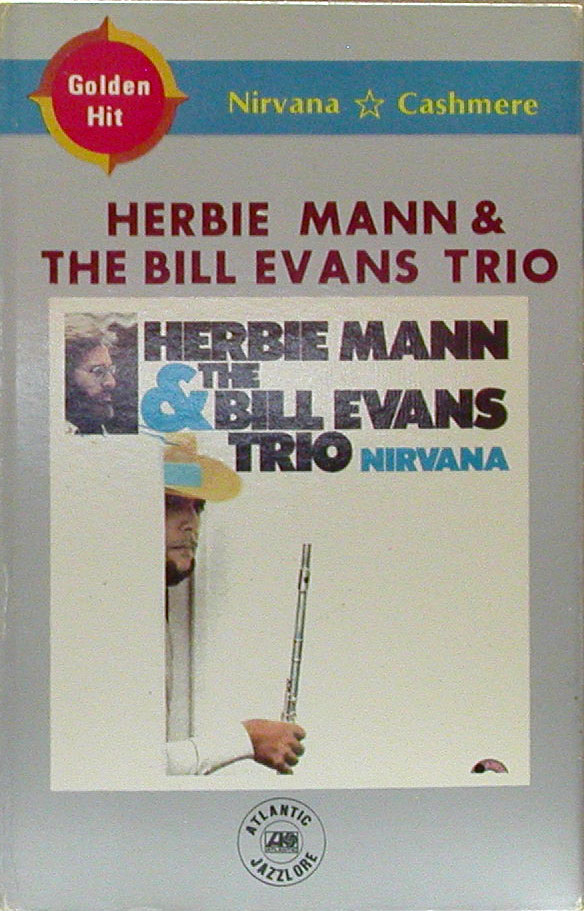 Golden
Hit
Nirvana ☆ Cashmere
HERBIE MANN &
THE BILL EVANS TRIO
HERBIE MANN
& THE
BILL EVANS
TRIO NIRVANA
ATLANTIC
JAZZLORE